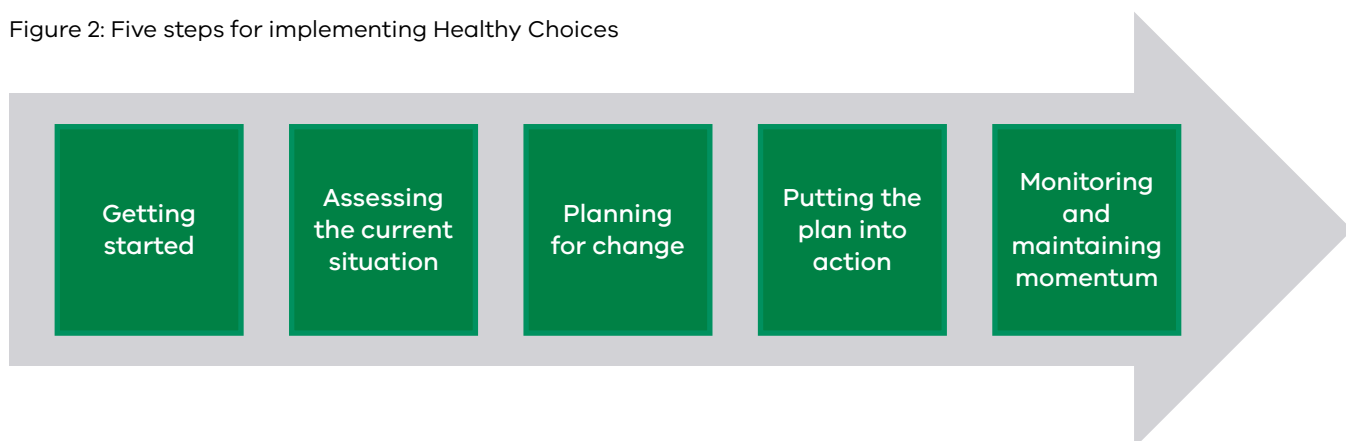 Figure 2: Five steps for implementing Healthy Choices
Getting
started
Assessing
the current
situation
Planning
for change
Putting the
plan into
action
Monitoring
and
maintaining
momentum